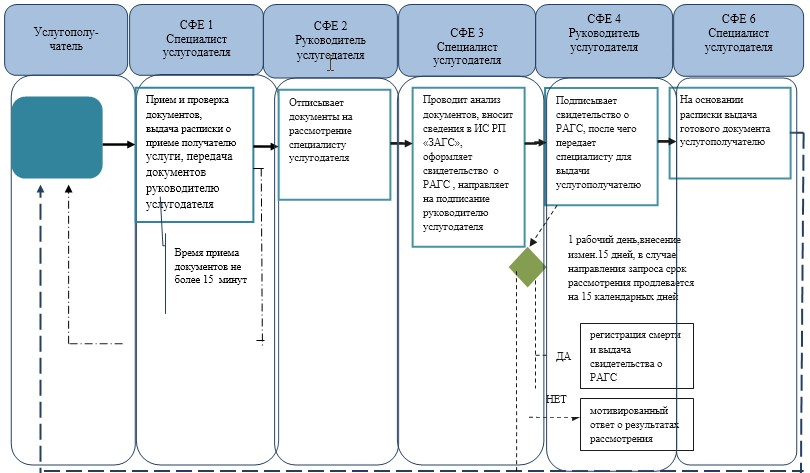 Услугополу-
чатель
СФЕ 1
Специалист
услугодателя
СФЕ 2
Руководитель
услугодателя
СФЕ 3
Специалист
услугодателя
СФЕ 4
Руководитель
услугодателя
СФЕ 6
Специалист
услугодателя
Прием и проверка
документов,
выдача расписки о
приеме получателю
услуги, передача
документов
руководителю
услугодателя
Отписывает
документы на
рассмотрение
специалисту
услугодателя
Проводит анализ
документов, вносит
сведения в ИС РП
«ЗАГС»,
оформляет
свидетельство о
РАГС , направляет
на подписание
руководителю
услугодателя
Подписывает
свидетельство о
РАГС, после чего
передает
специалисту для
выдачи
услугополучателю
На основании
расписки выдача
готового документа
услугополучателю
Время приема
документов не
более 15 минут
1 рабочий день,внесение
измен.15 дней, в случае
направления запроса срок
рассмотрения продлевается
на 15 календарных дней
ДА
регистрация смерти
и выдача
свидетельства о
РАГС
НЕТ
мотивированный
ответ о результатах
рассмотрения